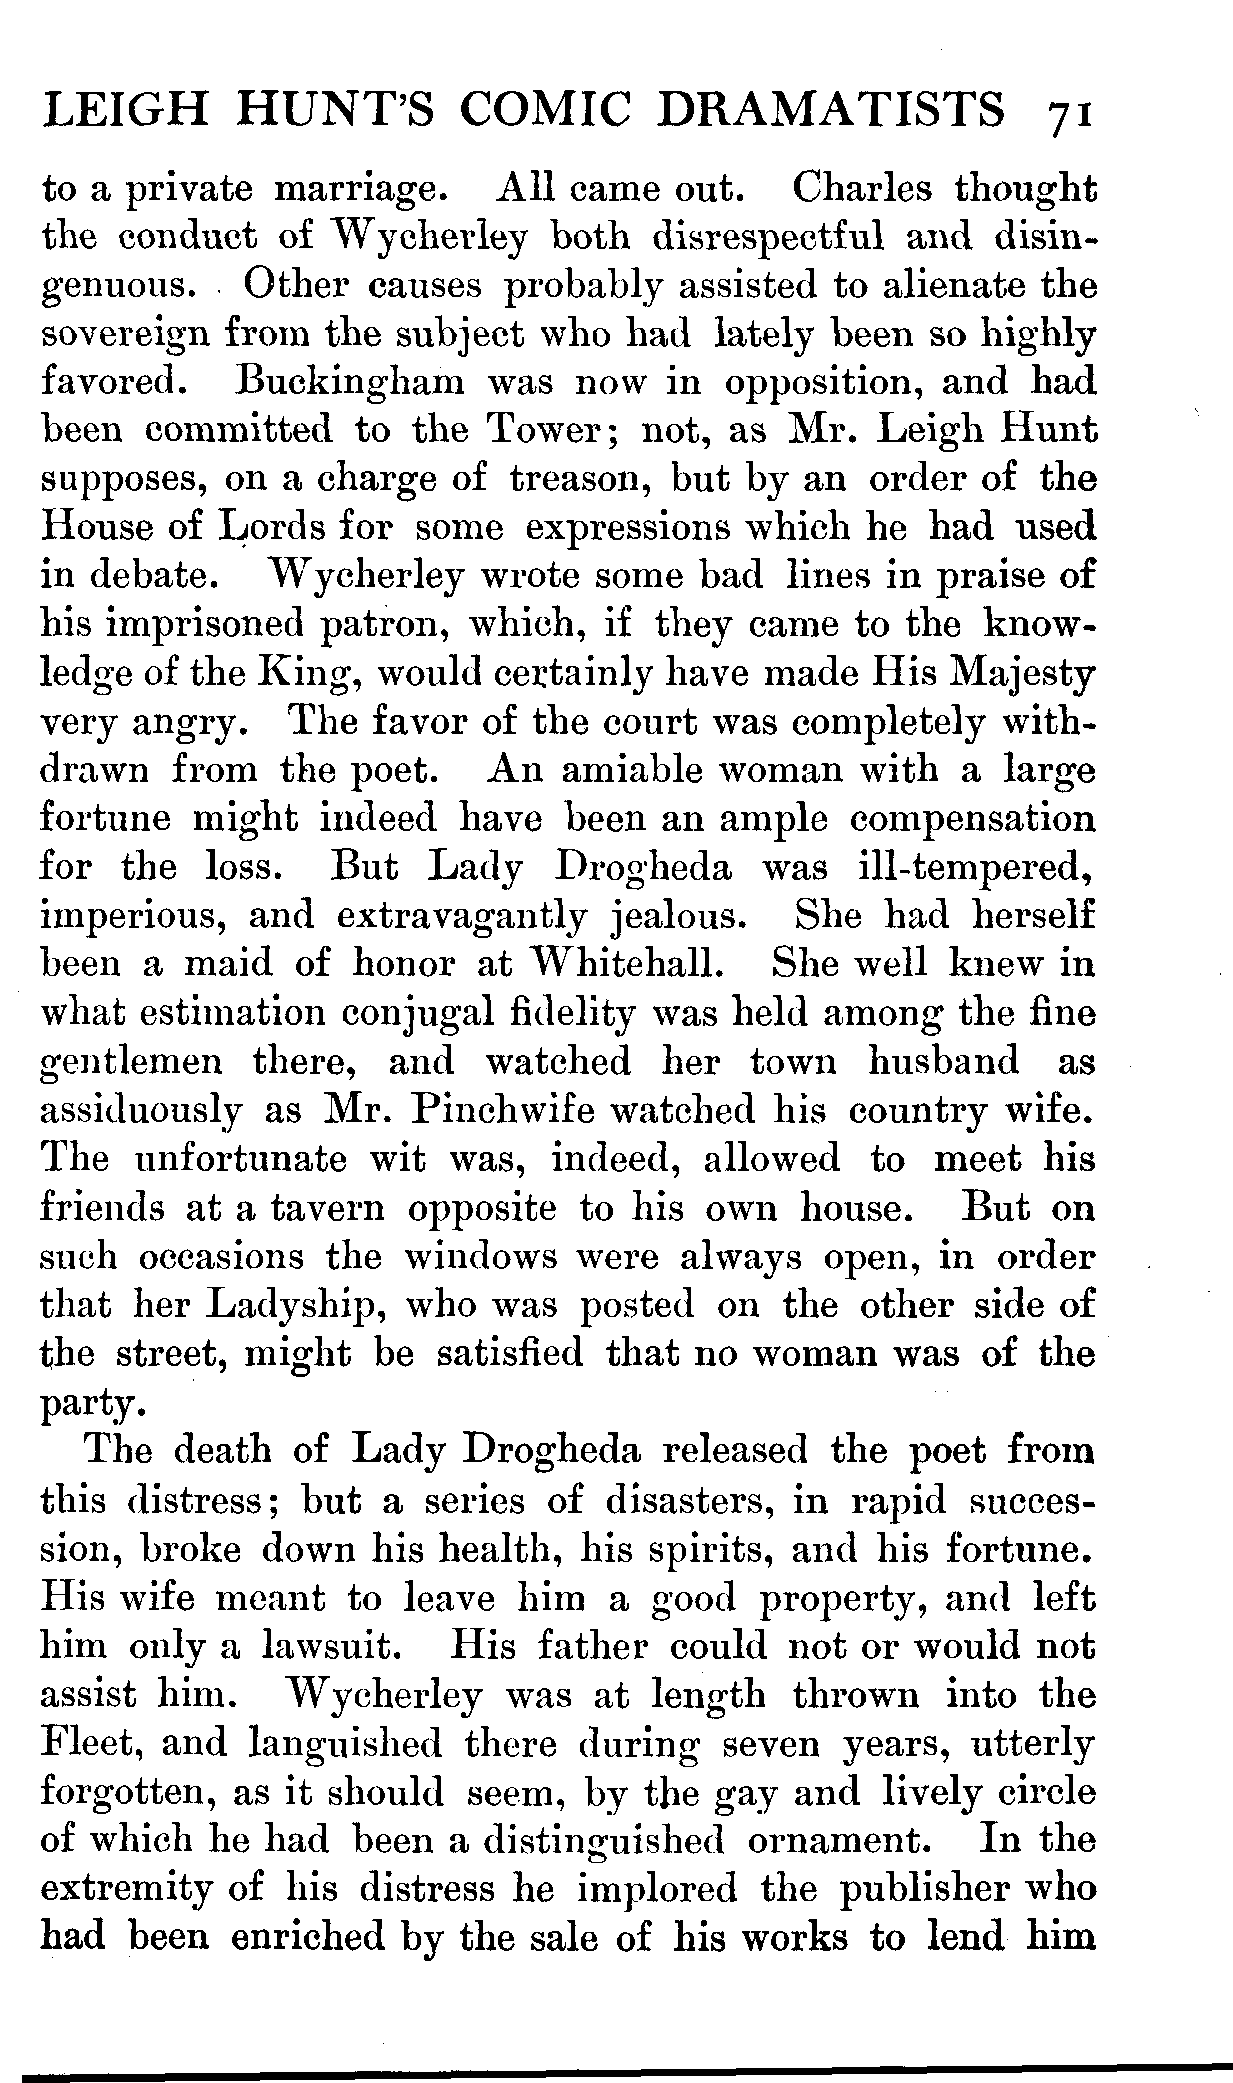 LEIGH HUNT'S COMIC DRAMATISTS 71
to a private marriage. All came out. Charles thought
the conduct of Wycherley both disrespectful and disin-
genuous. Other causes probably assisted to alienate the
sovereign from the subject who had lately been so highly
favored. Buckingham was now in opposition, and had
been committed to the Tower; not, as Mr. Leigh Hunt
supposes, on a charge of treason, but by an order of the
House of Lords for some expressions which he had used
in debate. Wycherley wrote some bad lines in praise of
his imprisoned patron, which, if they came to the know-
ledge of the King, would certainly have made His Majesty
very angry. The favor of the court was completely with-
drawn from the poet. An amiable woman with a large
fortune might indeed have been an ample compensation
for the loss. But Lady Drogheda was ill-tempered,
imperious, and extravagantly jealous. She had herself
been a maid of honor at Whitehall. She well knew in
what estimation conjugal fidelity was held among the fine
gentlemen there, and watched her town husband as
assiduously as Mr. Pinchwife watched his country wife.
The unfortunate wit was, indeed, allowed to meet his
friends at a tavern opposite to his own house. But on
such occasions the windows were always open, in order
that her Ladyship, who was posted on the other side of
the street, might be satisfied that no woman was of the
party.
The death of Lady Drogheda released the poet from
this distress; but a series of disasters, in rapid succes-
sion, broke down his health, his spirits, and his fortune.
His wife meant to leave him a good property, and left
him only a lawsuit. His father could not or would not
assist him. Wycherley was at length thrown into the
Fleet, and languished there during seven years, utterly
forgotten, as it should seem, by the gay and lively circle
of which he had been a distinguished ornament. In the
extremity of his distress he implored the publisher who
had been enriched by the sale of his works to lend him